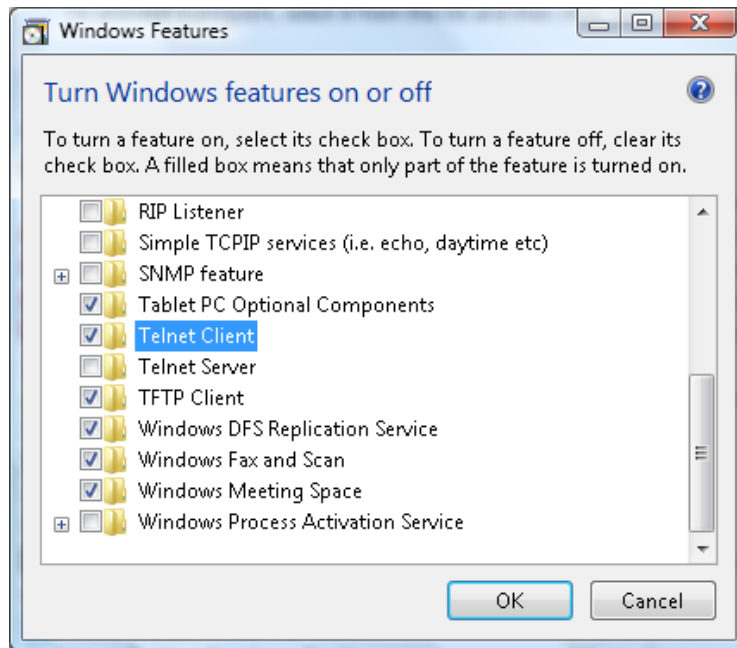 Windows Features
Turn Windows features on or off
To turn a feature on, select its check box. To turn a feature off, clear its
check box. A filled box means that only part of the feature is turned on.
RIP Listener
Simple TCPIP services (i.e. echo, daytime etc)
SNMP feature
Tablet PC Optional Components
Telnet Client
Telnet Server
TFTP Client
Windows DFS Replication Service
Windows Fax and Scan
Windows Meeting Space
Windows Process Activation Service
OK Cancel